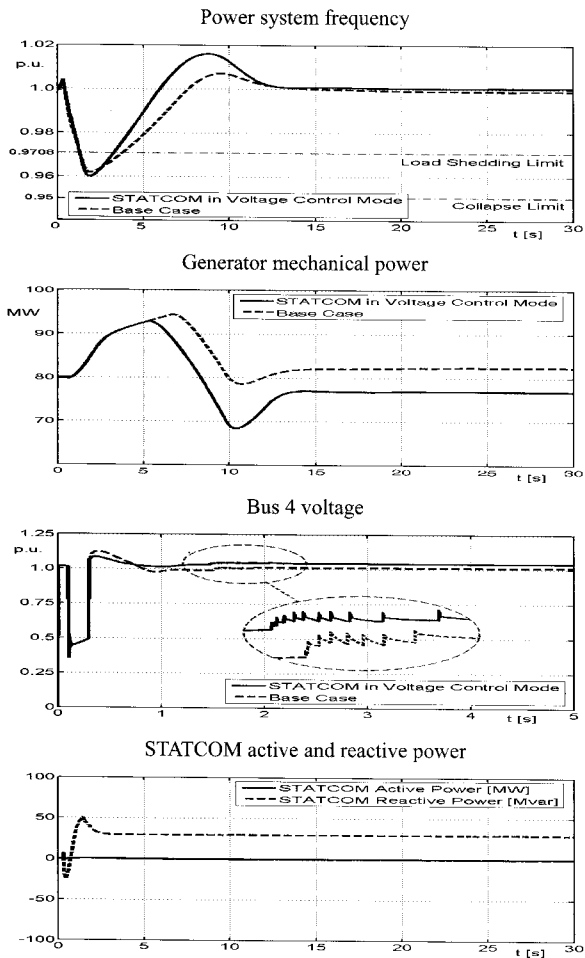 Power system frequency
1.02
p.u.
1.0
0.98
0.9708
0.96
0.95
Load Shedding Limit
STATCOM in Voltage Control Mode
Base Case
Collapse Limit
0 5 10 15 20 25 30
t [s]
Generator mechanical power
100
MW
90
80
70
STATCOM in Voltage Control Mode
Base Case
t [s]
0 5 10 15 20 25 30
Bus 4 voltage
1.25
p.u.
1.0
0.75
0.5
0.25
0
STATCOM in Voltage Control Mode
Base Case
0 1 2 3 4 5
t [s]
STATCOM active and reactive power
100
50
0
-50
-100
STATCOM Active Power [MW]
STATCOM Reactive Power [Mvar]
0 5 10 15 20 25 30
t [s]